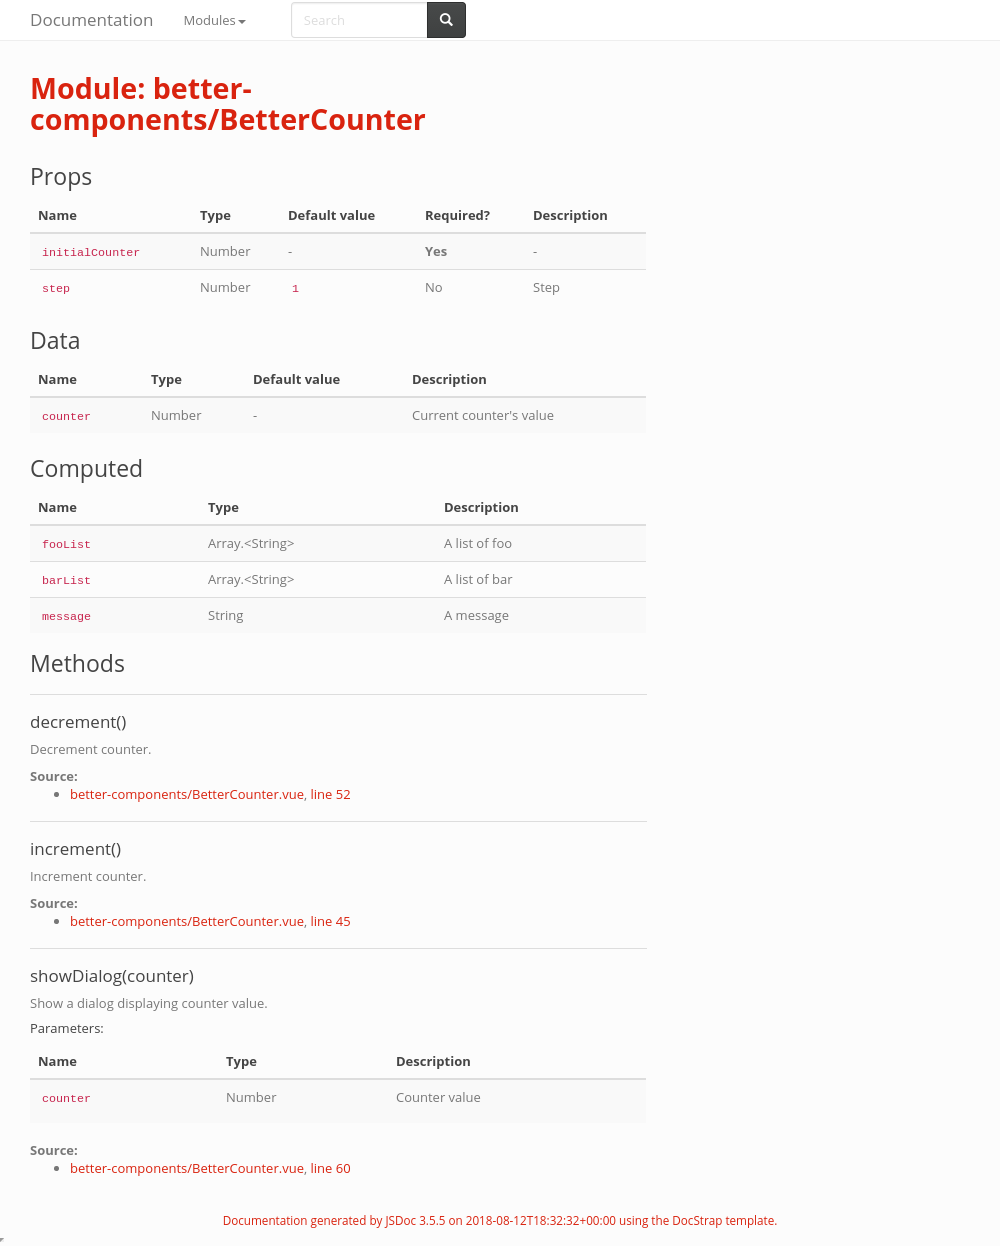 Documentation Modules Search
Module: better-
components/BetterCounter
Props
Name Type Default value Required? Description
initialCounter Number - Yes -
step Number 1 No Step
Data
Name Type Default value Description
counter Number - Current counter's value
Computed
Name Type Description
fooList Array.<String> A list of foo
barList Array.<String> A list of bar
message String A message
Methods
decrement()
Decrement counter.
Source:
better-components/BetterCounter.vue, line 52
increment()
Increment counter.
Source:
better-components/BetterCounter.vue, line 45
showDialog(counter)
Show a dialog displaying counter value.
Parameters:
Name Type Description
counter Number Counter value
Source:
better-components/BetterCounter.vue, line 60
Documentation generated by JSDoc 3.5.5 on 2018-08-12T18:32:32+00:00 using the DocStrap template.